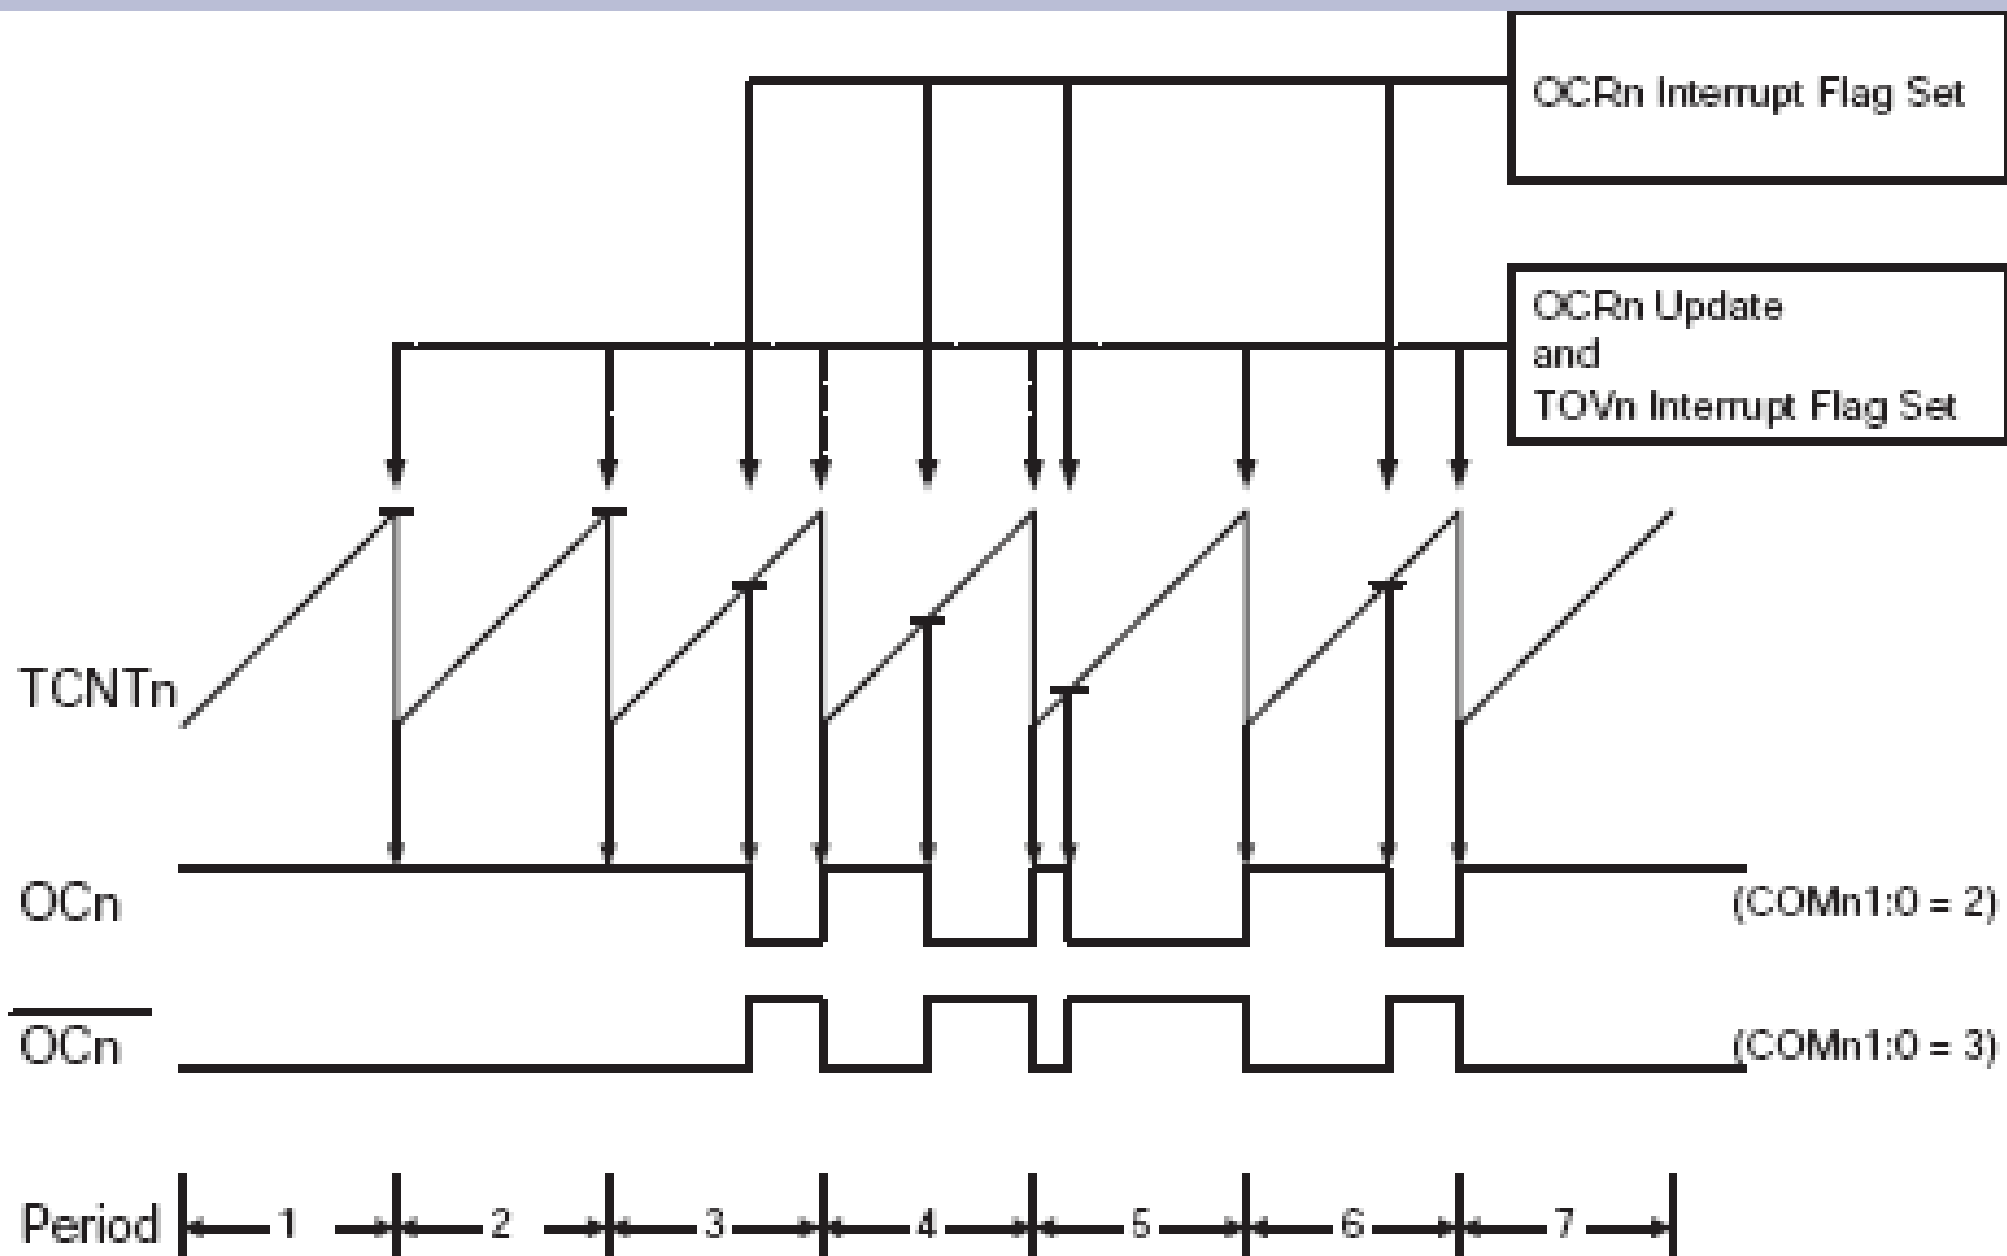 OCRn Interrupt Flag Set
OCRn Update
and
TOVn Interrupt Flag Set
TCNTn
OCn
(COMn1:0 = 2)
OCn
(COMn1:0 = 3)
Period
1
2
3
4
5
6
7